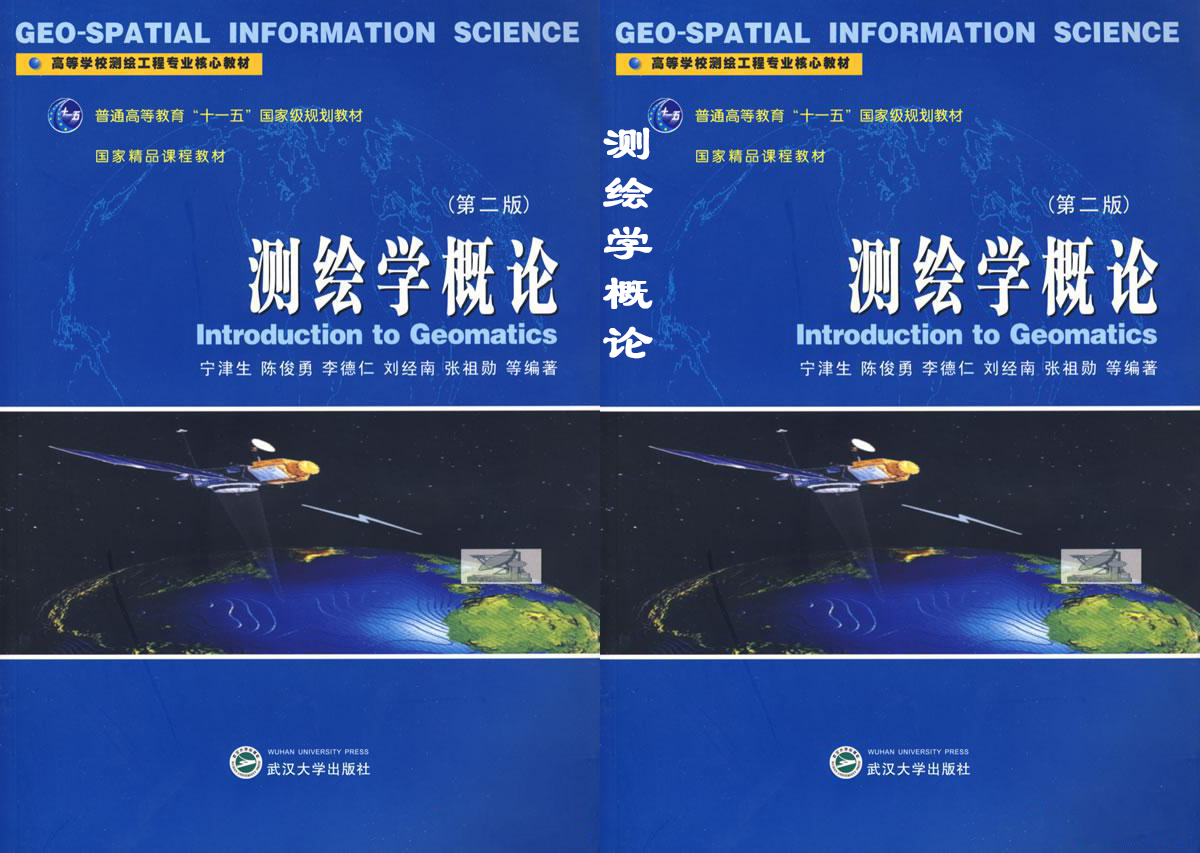 GEO-SPATIAL INFORMATION SCIENCE
高等学校测绘工程专业核心教材
十一五
普通高等教育“十一五”国家级规划教材
国家精品课程教材
(第二版)
测绘学概论
Introduction to Geomatics
宁津生 陈俊勇 李德仁 刘经南 张祖勋 等编著
WUHAN UNIVERSITY PRESS
武汉大学出版社
测绘学概论
GEO-SPATIAL INFORMATION SCIENCE
高等学校测绘工程专业核心教材
十一五
普通高等教育“十一五”国家级规划教材
国家精品课程教材
(第二版)
测绘学概论
Introduction to Geomatics
宁津生 陈俊勇 李德仁 刘经南 张祖勋 等编著
WUHAN UNIVERSITY PRESS
武汉大学出版社